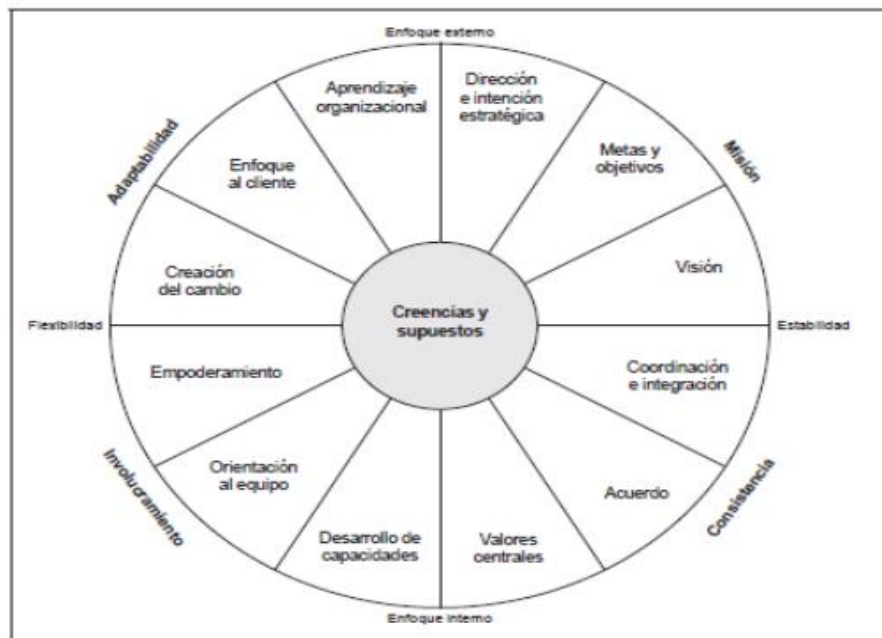 Enfoque externo
Aprendizaje
organizacional
Dirección
e intención
estratégica
Adaptabilidad
Enfoque
al cliente
Metas y
objetivos
Misión
Creación
del cambio
Visión
Creencias y
supuestos
Flexibilidad
Estabilidad
Empoderamiento
Coordinación
e integración
Involucramiento
Orientación
al equipo
Acuerdo
Consistencia
Desarrollo de
capacidades
Valores
centrales
Enfoque interno